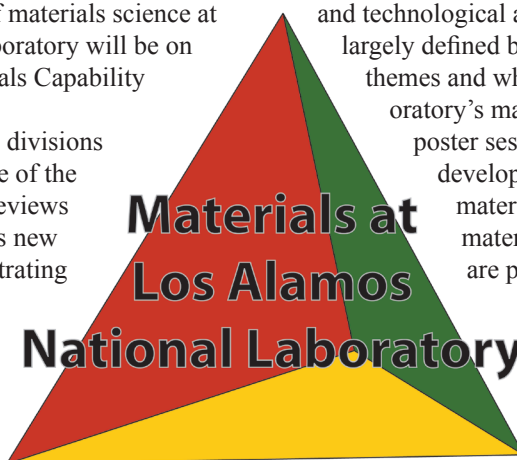 f materials science at
boratory will be on
als Capability
divisions
e of the
eviews
s new
trating
and technological a
largely defined b
themes and wh
oratory's ma
poster ses
develop
mater
mater
are p
Materials at
Los Alamos
National Laboratory